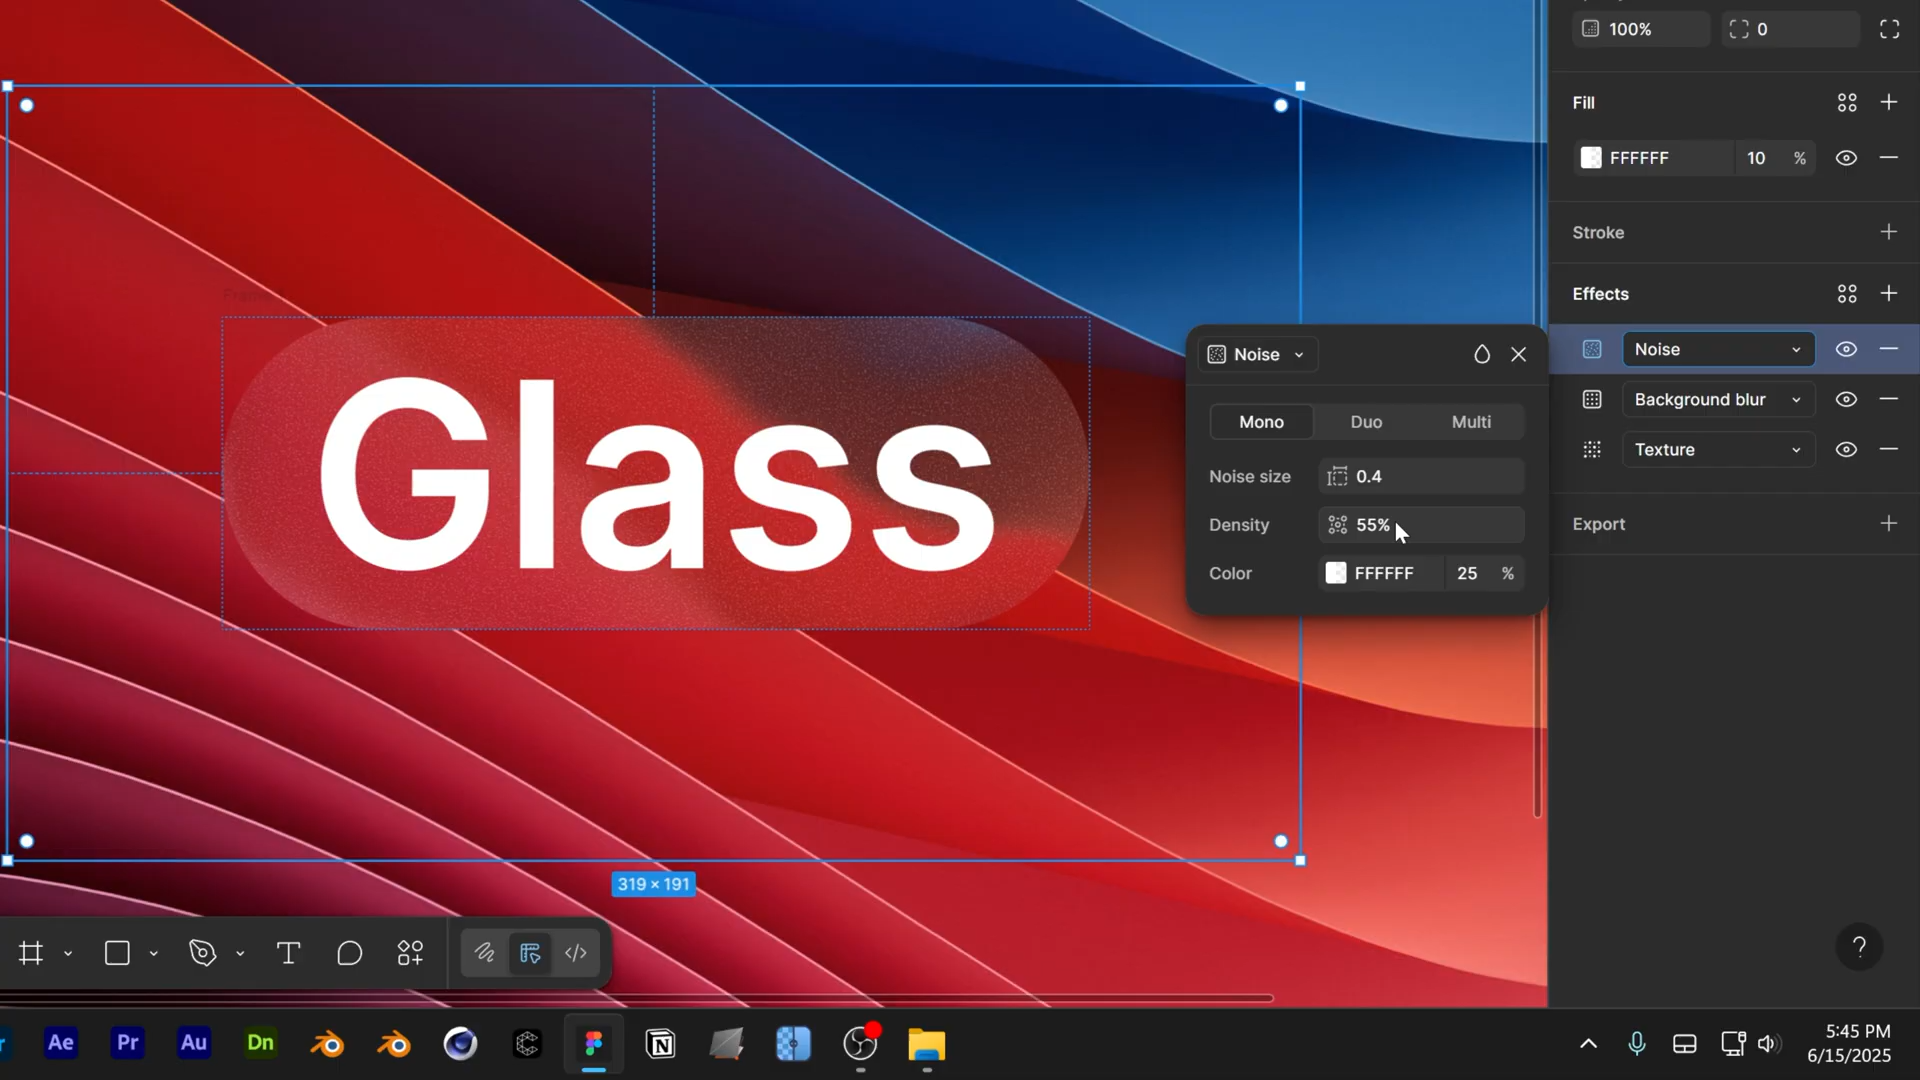 100%
0
Fill
FFFFFF 10 %
Stroke
Effects
Frame
Noise
Noise
Background blur
Mono Duo Multi
Texture
Glass
Noise size 0.4
Density 55%
Export
Color FFFFFF 25 %
319 × 191
?
Ae Pr Au Dn
5:45 PM
6/15/2025